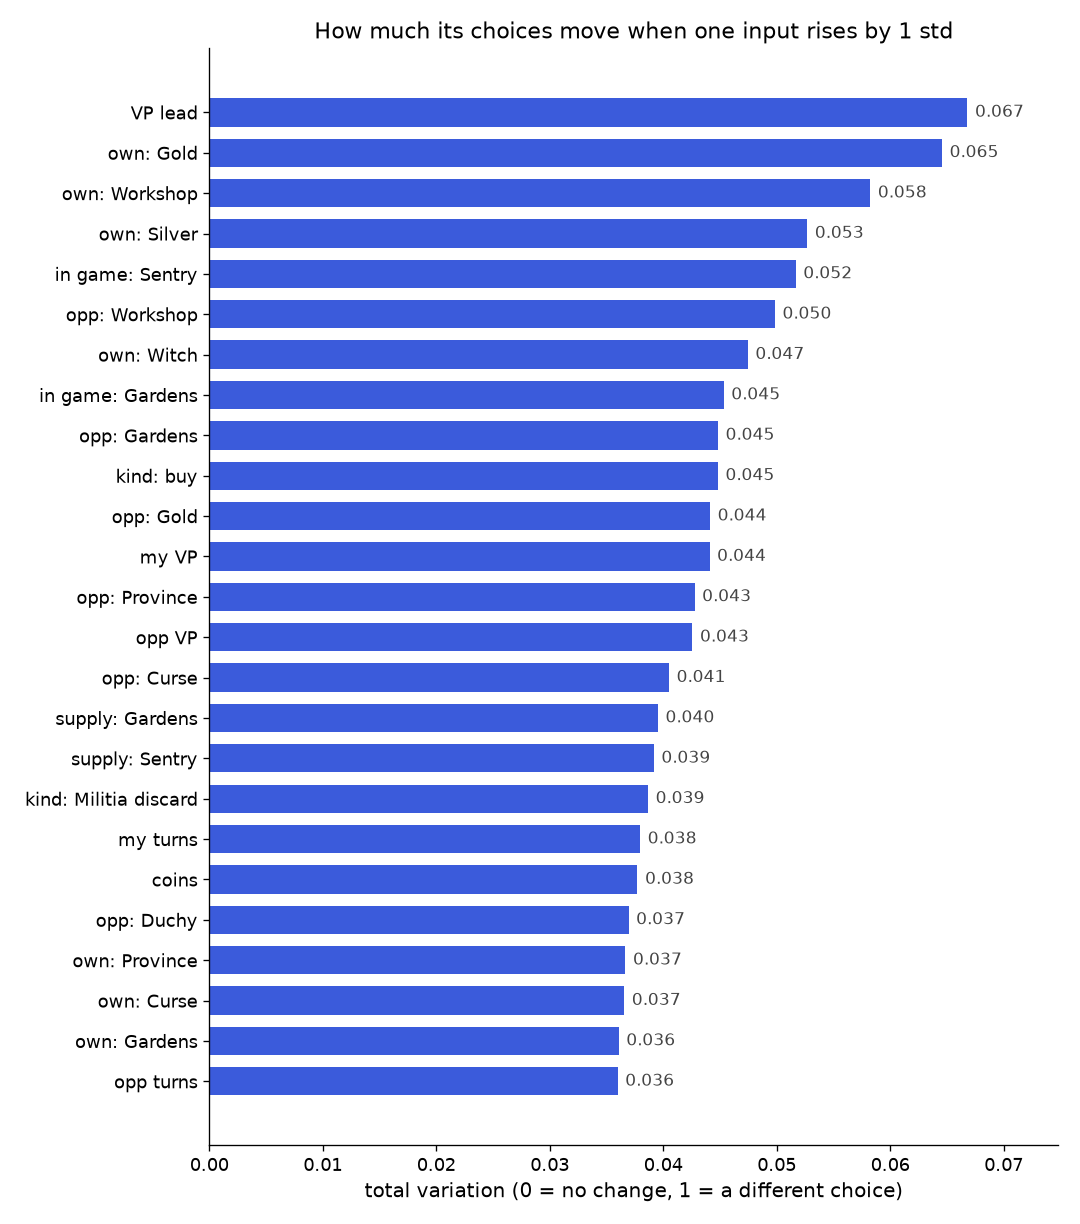 How much its choices move when one input rises by 1 std
VP lead 0.067
own: Gold 0.065
own: Workshop 0.058
own: Silver 0.053
in game: Sentry 0.052
opp: Workshop 0.050
own: Witch 0.047
in game: Gardens 0.045
opp: Gardens 0.045
kind: buy 0.045
opp: Gold 0.044
my VP 0.044
opp: Province 0.043
opp VP 0.043
opp: Curse 0.041
supply: Gardens 0.040
supply: Sentry 0.039
kind: Militia discard 0.039
my turns 0.038
coins 0.038
opp: Duchy 0.037
own: Province 0.037
own: Curse 0.037
own: Gardens 0.036
opp turns 0.036
0.00 0.01 0.02 0.03 0.04 0.05 0.06 0.07
total variation (0 = no change, 1 = a different choice)